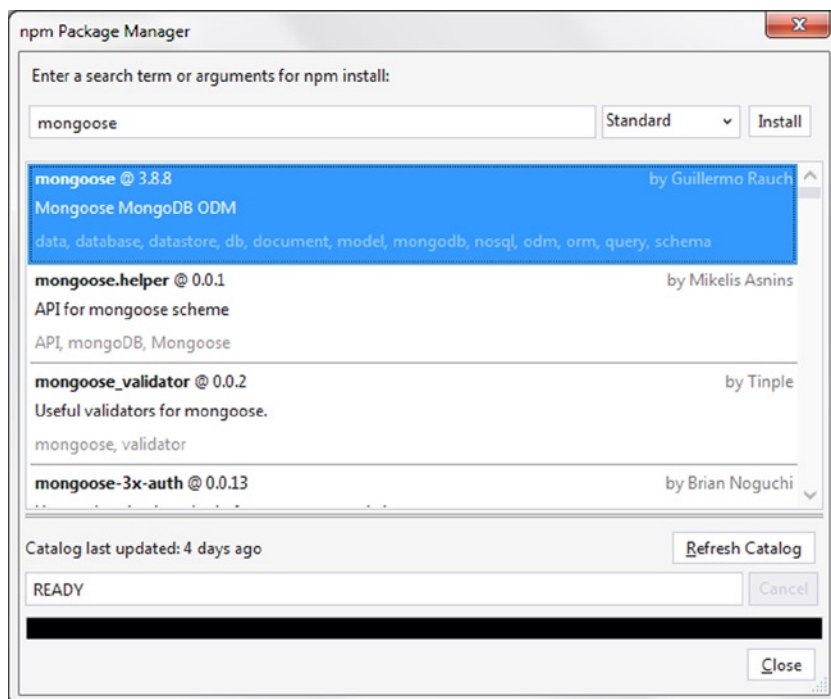 npm Package Manager
Enter a search term or arguments for npm install:
mongoose
Standard
Install
mongoose @ 3.8.8 by Guillermo Rauch
Mongoose MongoDB ODM
data, database, datastore, db, document, model, mongodb, nosql, odm, orm, query, schema
mongoose.helper @ 0.0.1 by Mikelis Asnins
API for mongoose scheme
API, mongoDB, Mongoose
mongoose_validator @ 0.0.2 by Tinple
Useful validators for mongoose.
mongoose, validator
mongoose-3x-auth @ 0.0.13 by Brian Noguchi
Catalog last updated: 4 days ago
Refresh Catalog
READY
Cancel
Close